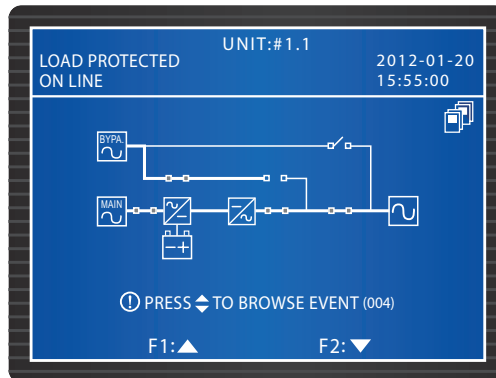 UNIT:#1.1
LOAD PROTECTED
ON LINE
2012-01-20
15:55:00
BYPA.
MAIN
! PRESS TO BROWSE EVENT (004)
F1:
F2: